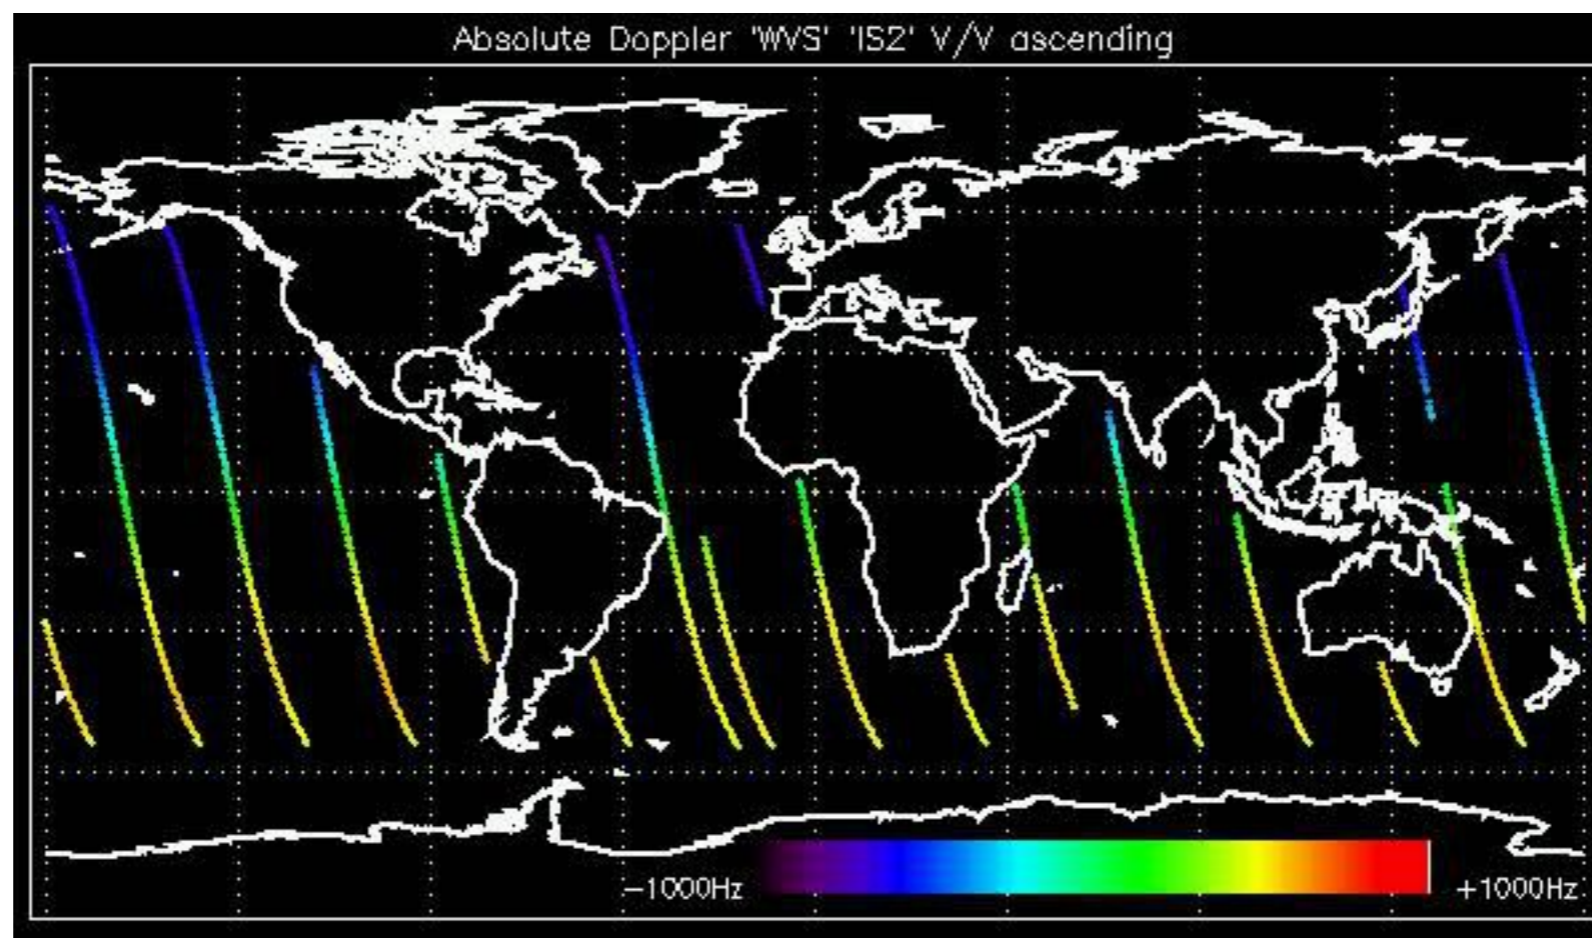 Absolute Doppler 'WVS' 'IS2' V/V ascending
−1000Hz +1000Hz